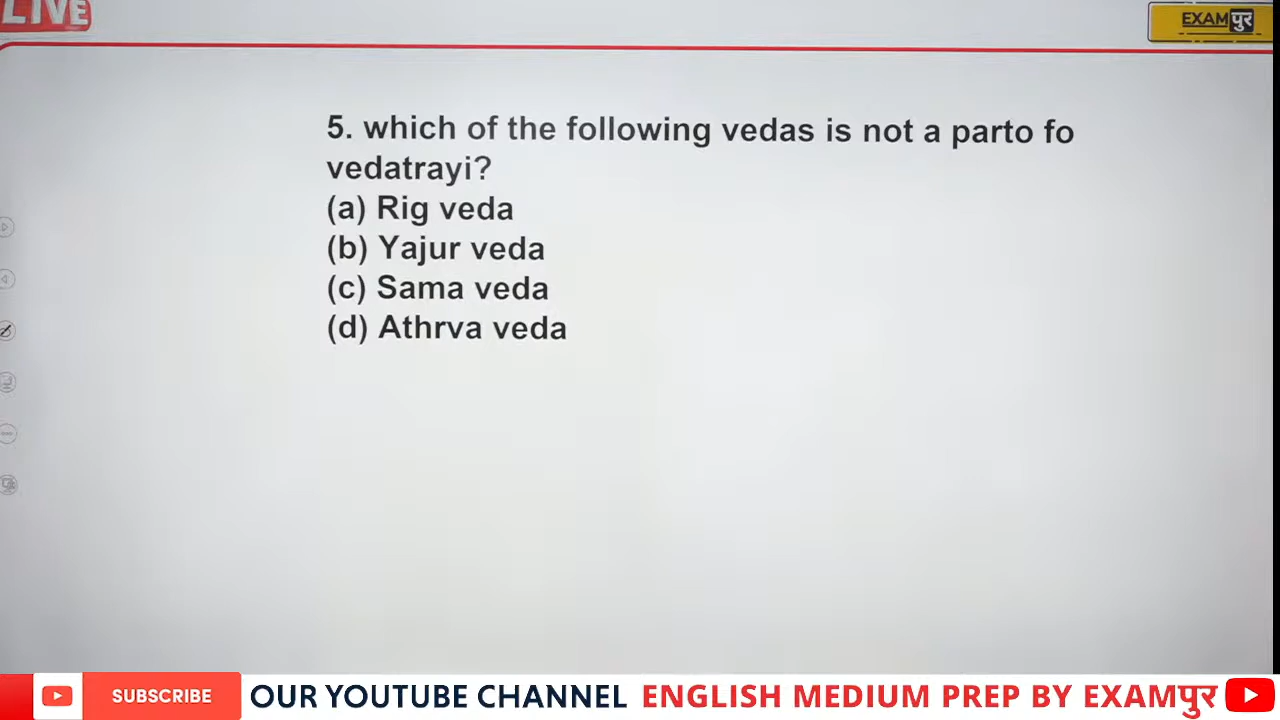 LIVE
EXAMपुर
5. which of the following vedas is not a parto fo
vedatrayi?
(a) Rig veda
(b) Yajur veda
(c) Sama veda
(d) Athrva veda
SUBSCRIBE OUR YOUTUBE CHANNEL ENGLISH MEDIUM PREP BY EXAMपुर